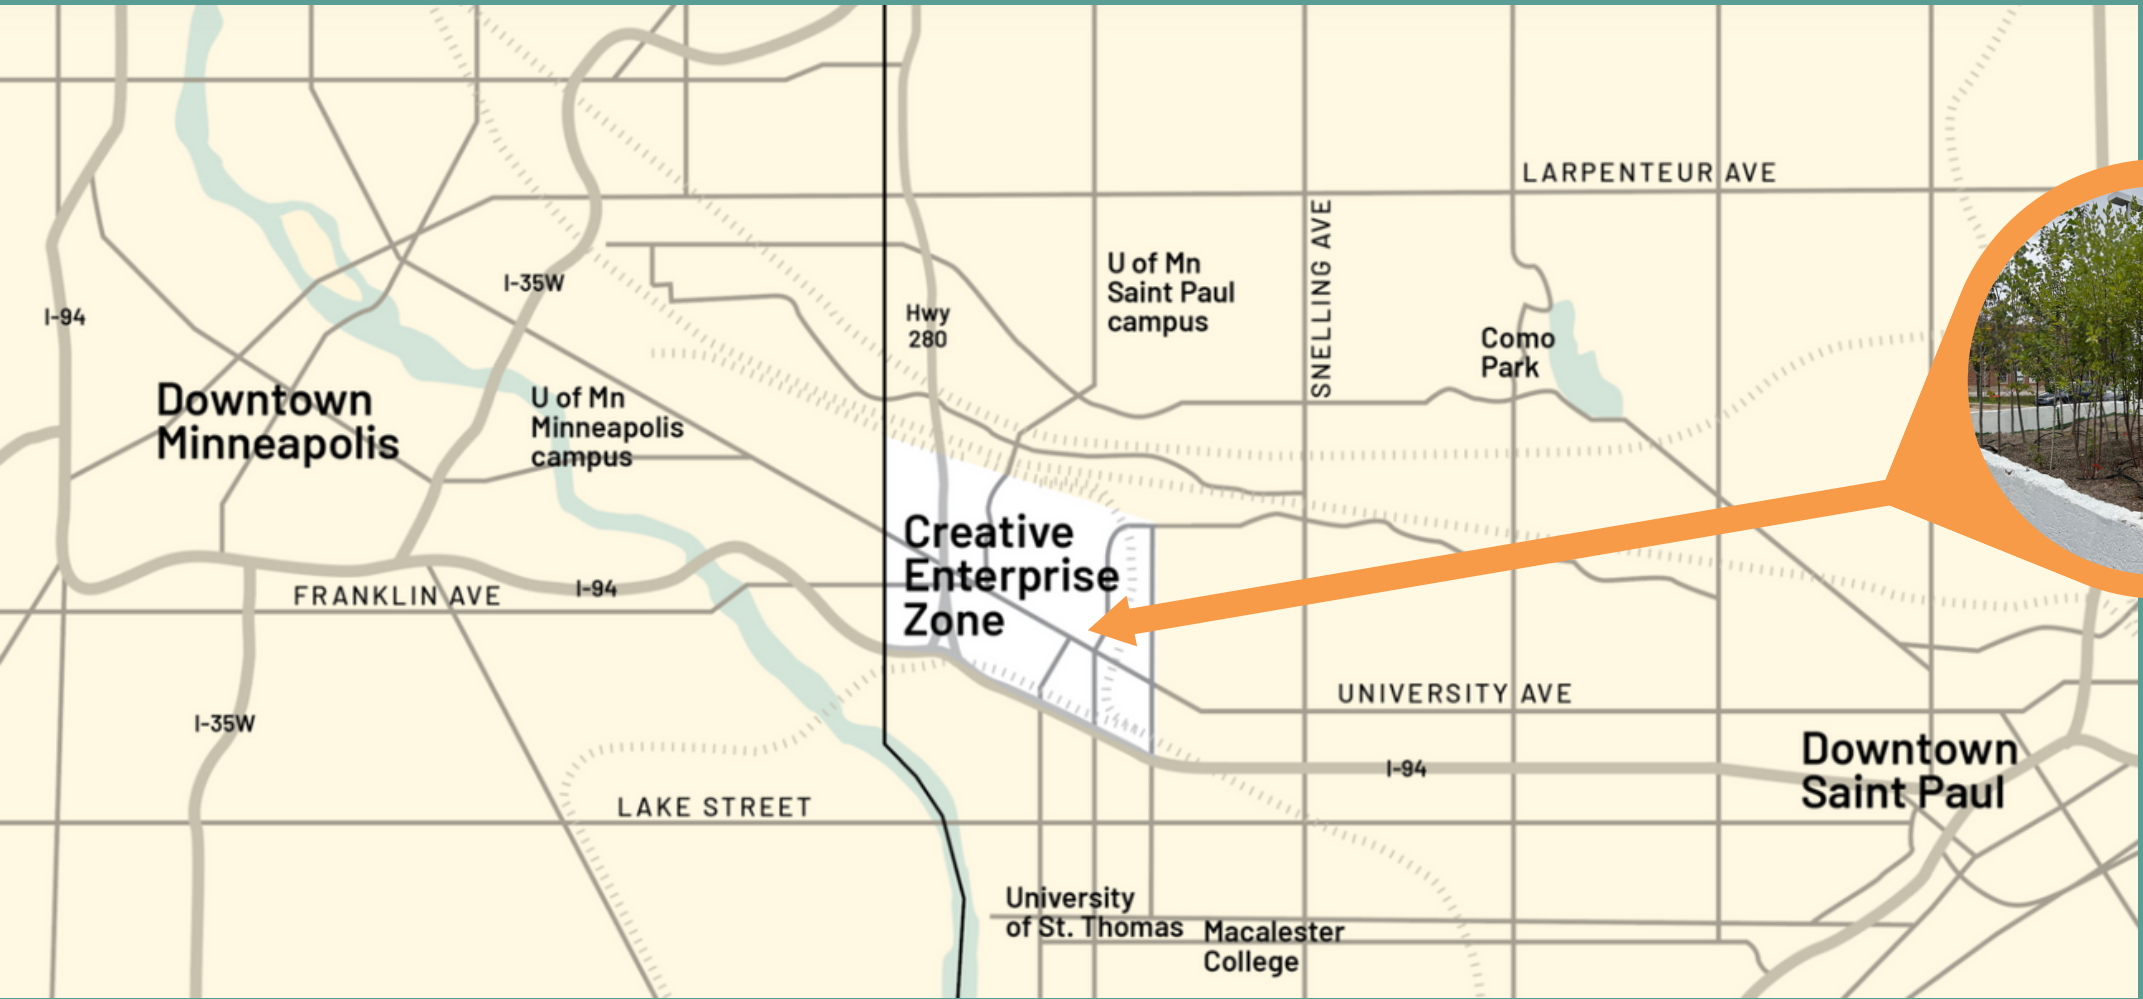 LARPENTEUR AVE
SNELLING AVE
U of Mn
Saint Paul
campus
I-35W
I-94
Hwy
280
Como
Park
Downtown
Minneapolis
U of Mn
Minneapolis
campus
Creative
Enterprise
Zone
FRANKLIN AVE
I-94
UNIVERSITY AVE
I-35W
Downtown
Saint Paul
I-94
LAKE STREET
University
of St. Thomas
Macalester
College